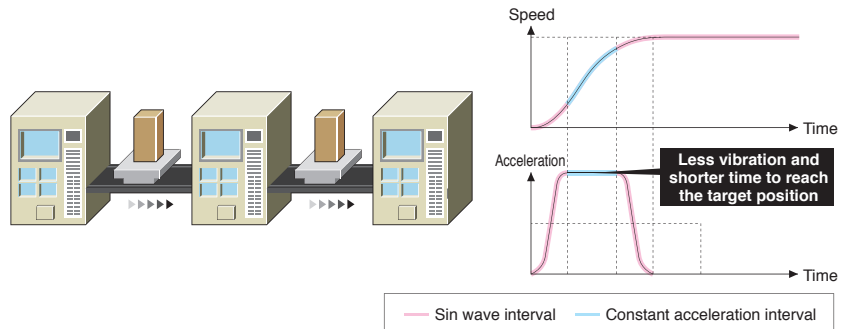 Speed
Time
Acceleration
Less vibration and
shorter time to reach
the target position
Time
Sin wave interval
Constant acceleration interval